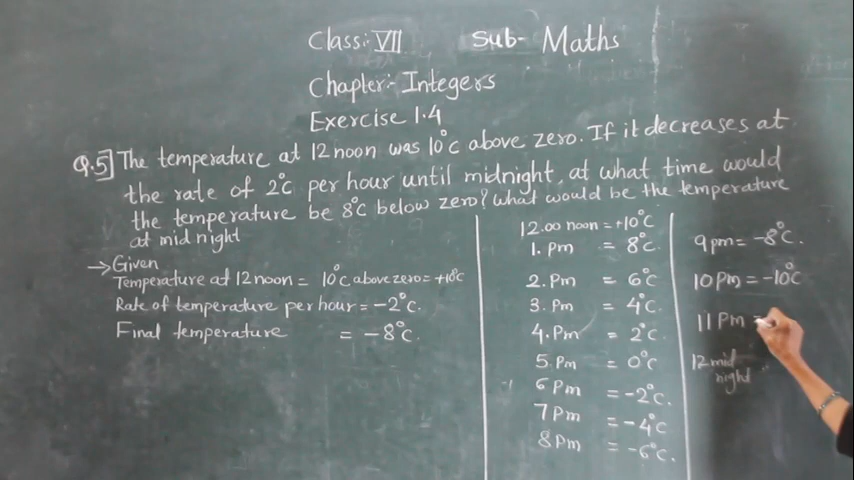 Class:- VII Sub- Maths
Chapter:- Integers
Exercise 1.4
Q.5] The temperature at 12 noon was 10°c above zero. If it decreases at
the rate of 2°c per hour until midnight, at what time would
the temperature be 8°c below zero? What would be the temperature
at mid night
→ Given
Temperature at 12 noon = 10°c above zero = +10°c
Rate of temperature per hour = -2°c.
Final temperature = -8°c.
12.00 noon = +10°c
1. Pm = 8°c.
2. Pm = 6°c
3. Pm = 4°c.
4. Pm = 2°c.
5. Pm = 0°c
6 Pm = -2°c.
7 Pm = -4°c
8 Pm = -6°c.
9 pm = -8°c.
10 Pm = -10°c
11 Pm =
12 mid
night